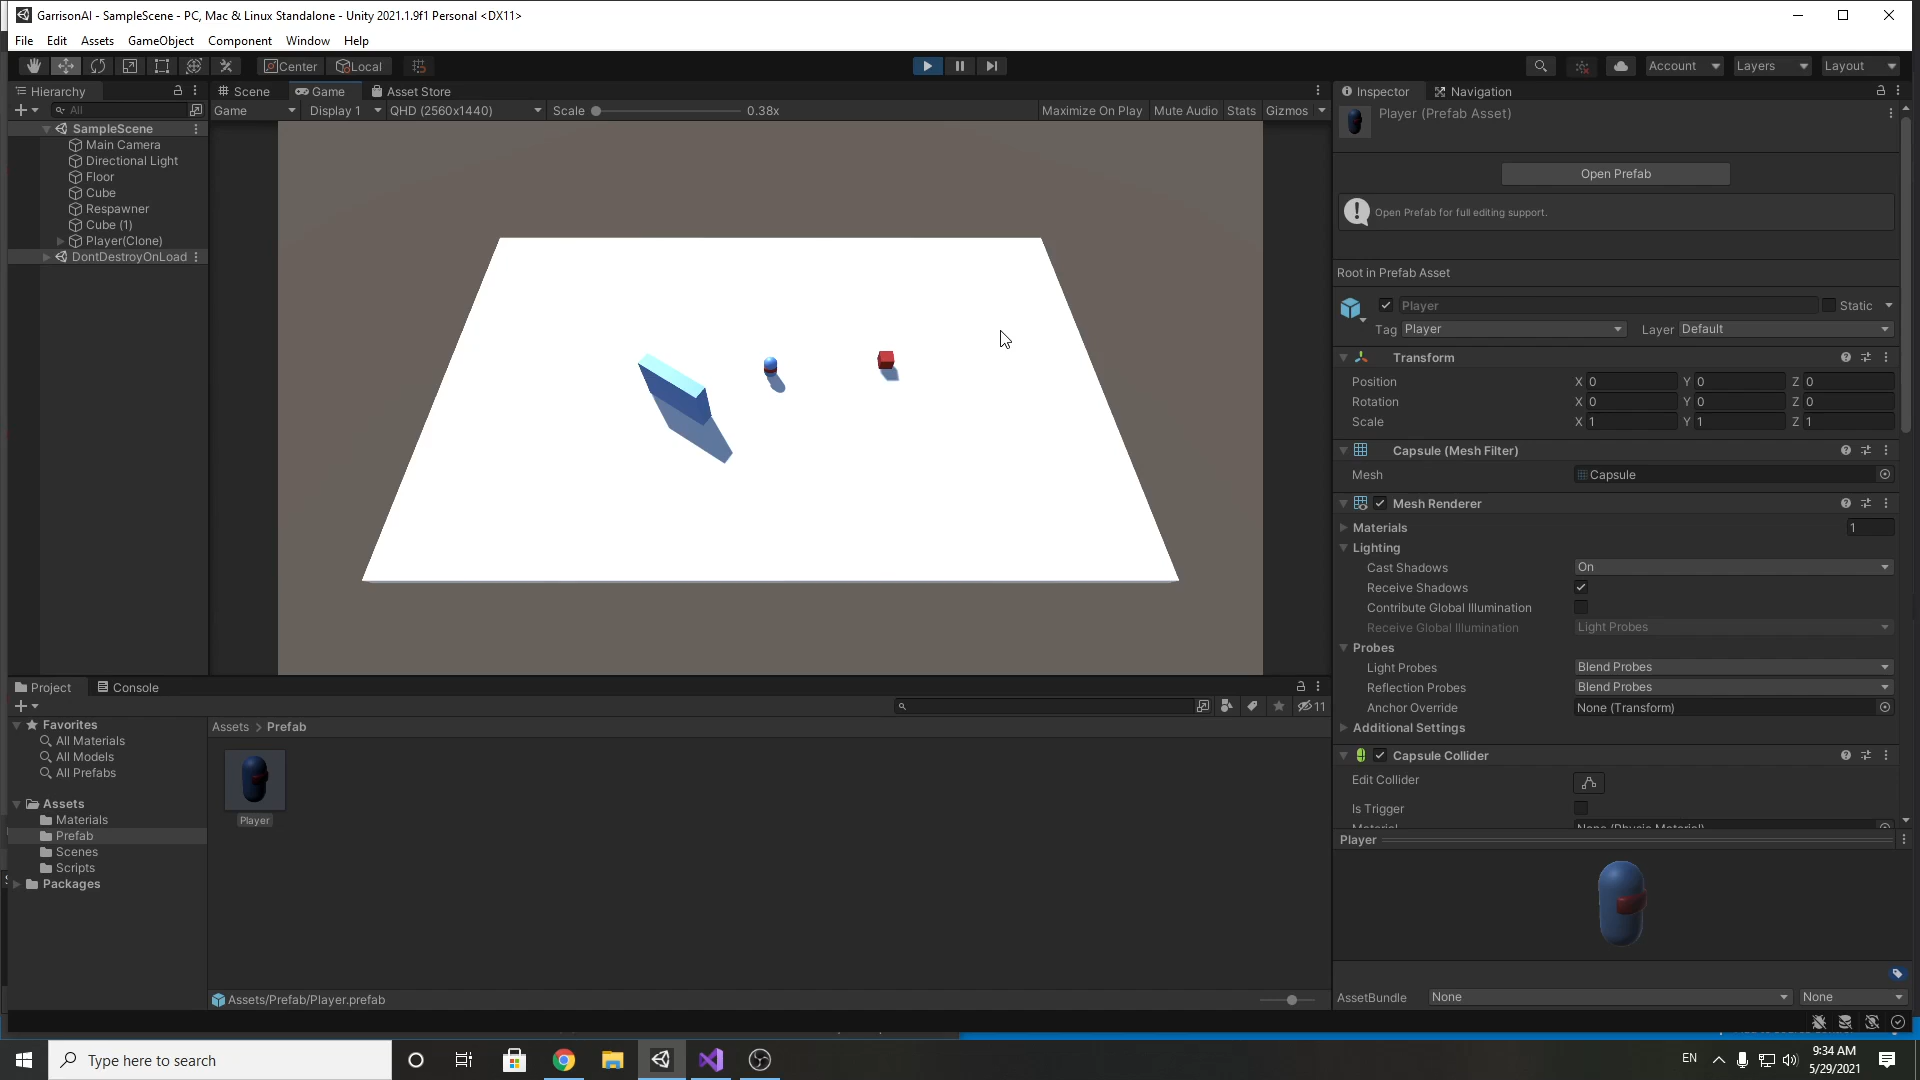 GarrisonAI - SampleScene - PC, Mac & Linux Standalone - Unity 2021.1.9f1 Personal <DX11>
File Edit Assets GameObject Component Window Help
Center Local Account Layers Layout
Hierarchy
All
SampleScene
Main Camera
Directional Light
Floor
Cube
Respawner
Cube (1)
Player(Clone)
DontDestroyOnLoad
Scene Game Asset Store
Game Display 1 QHD (2560x1440) Scale 0.38x Maximize On Play Mute Audio Stats Gizmos
Inspector Navigation
Player (Prefab Asset)
Open Prefab
Open Prefab for full editing support.
Root in Prefab Asset
Player Static
Tag Player Layer Default
Transform
Position X 0 Y 0 Z 0
Rotation X 0 Y 0 Z 0
Scale X 1 Y 1 Z 1
Capsule (Mesh Filter)
Mesh Capsule
Mesh Renderer
Materials 1
Lighting
Cast Shadows On
Receive Shadows
Contribute Global Illumination
Receive Global Illumination Light Probes
Probes
Light Probes Blend Probes
Reflection Probes Blend Probes
Anchor Override None (Transform)
Additional Settings
Capsule Collider
Edit Collider
Is Trigger
Material None (Physic Material)
Player
AssetBundle None None
Project Console
11
Favorites
All Materials
All Models
All Prefabs
Assets
Materials
Prefab
Scenes
Scripts
Packages
Assets > Prefab
Player
Assets/Prefab/Player.prefab
Type here to search
EN
9:34 AM
5/29/2021